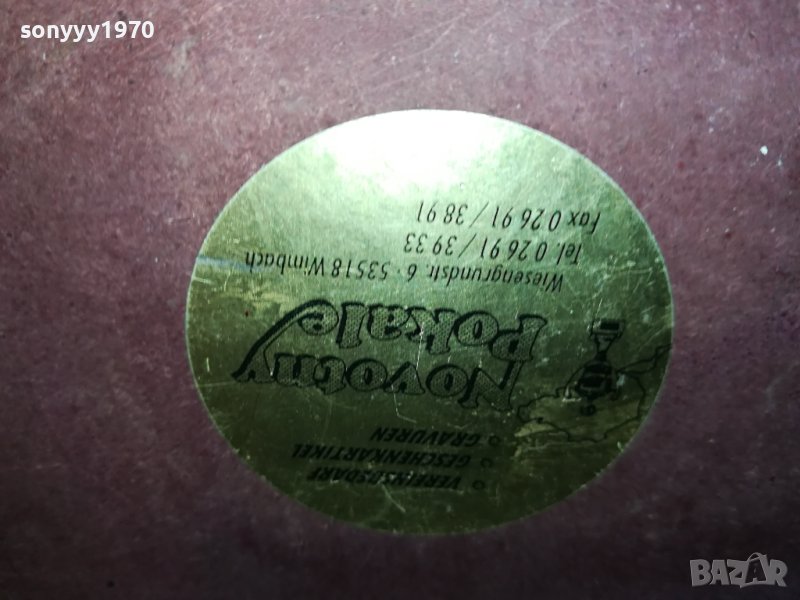 sonyyy1970
• VEREINSBEDARF
• GESCHENKARTIKEL
• GRAVUREN
Novotny
Pokale
Wiesengrundstr. 6 · 53518 Wimbach
Tel. 0 26 91 / 39 33
Fax 0 26 91 / 38 91
BAZAR